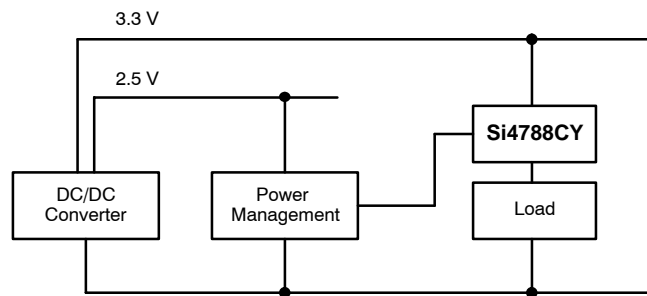 3.3 V
2.5 V
Si4788CY
DC/DC
Converter
Power
Management
Load